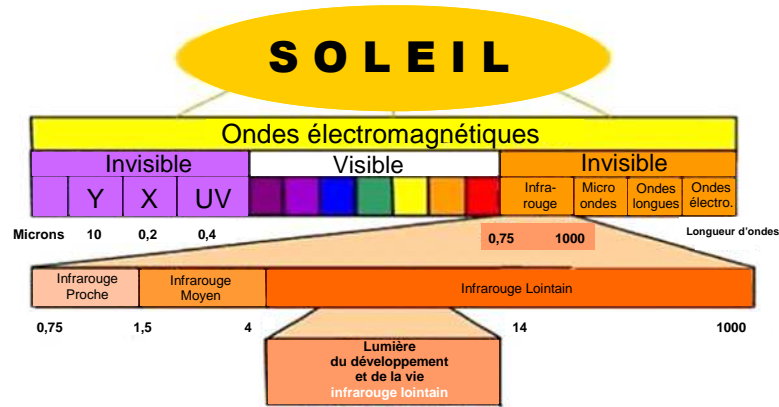 SOLEIL
Ondes électromagnétiques
Invisible
Visible
Invisible
Y
X
UV
Infra-
rouge
Micro
ondes
Ondes
longues
Ondes
électro.
Microns
10
0,2
0,4
0,75
1000
Longueur d'ondes
Infrarouge
Proche
Infrarouge
Moyen
Infrarouge Lointain
0,75
1,5
4
14
1000
Lumière
du développement
et de la vie
infrarouge lointain